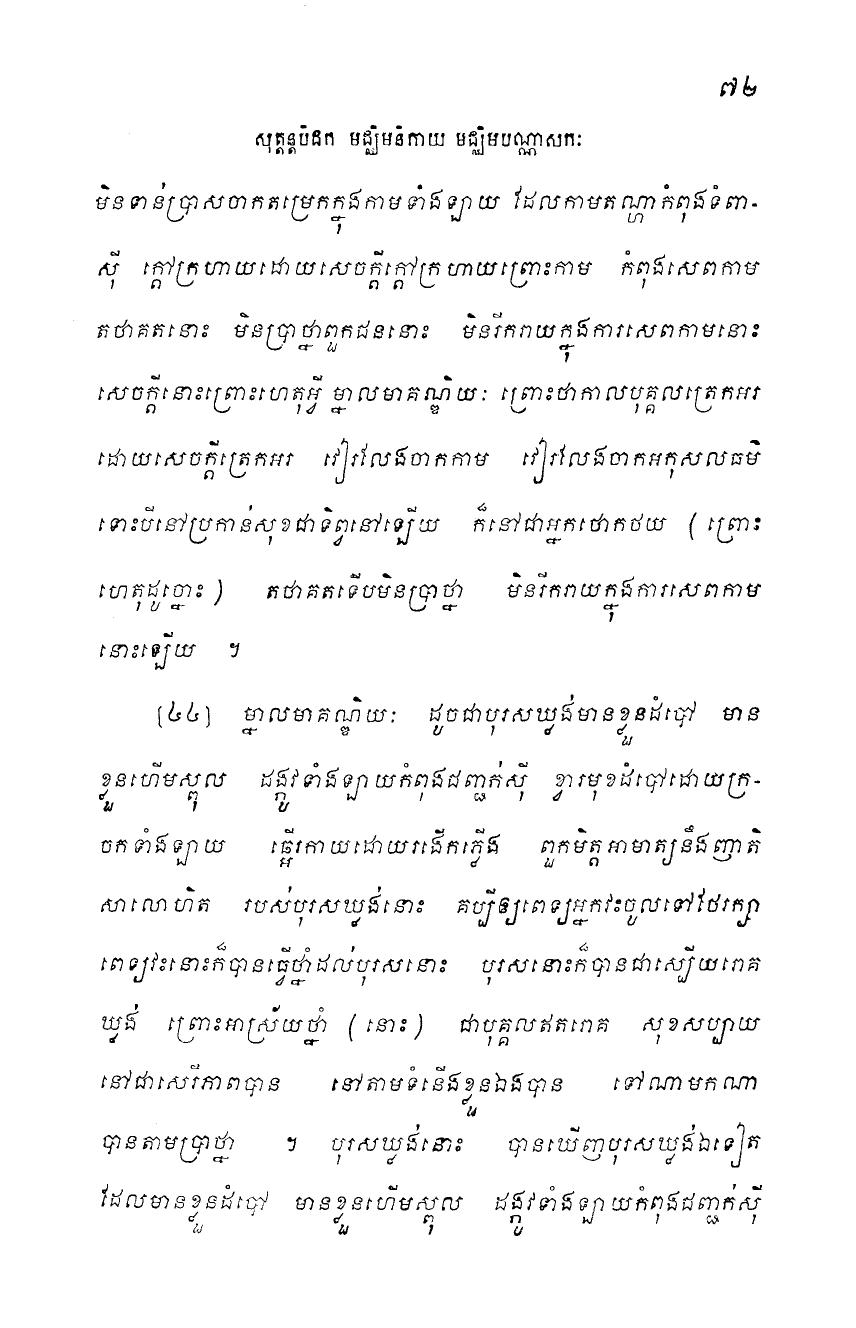 ៧២
សុត្តន្តបិដក មជ្ឈិមនិកាយ មជ្ឈិមបណ្ណាសកៈ
មិនទាន់ប្រាសចាកតម្រេកក្នុងកាមទាំងឡាយ ដែលកាមតណ្ហាកំពុងទំពា-
ស៊ី ក្តៅក្រហាយដោយសេចក្តីក្តៅក្រហាយព្រោះកាម កំពុងសេពកាម
តថាគតនោះ មិនប្រាថ្នាពួកជននោះ មិនរីករាយក្នុងការសេពកាមនោះ
សេចក្តីនោះព្រោះហេតុអ្វី ម្នាលមាគណ្ឌិយៈ ព្រោះថាកាលបុគ្គលត្រេកអរ
ដោយសេចក្តីត្រេកអរ វៀរលែងចាកកាម វៀរលែងចាកអកុសលធម៌
ទោះបីនៅប្រកាន់សុខជាទិព្វនៅឡើយ ក៏នៅជាអ្នកថោកថយ (ព្រោះ
ហេតុដូច្នោះ) តថាគតទើបមិនប្រាថ្នា មិនរីករាយក្នុងការសេពកាម
នោះឡើយ ។
[៤៤] ម្នាលមាគណ្ឌិយៈ ដូចជាបុរសឃ្លង់មានខ្លួនដំបៅ មាន
ខ្លួនហើមស្ពុល ដង្កូវទាំងឡាយកំពុងជញ្ជក់ស៊ី ខ្វារមុខដំបៅដោយក្រ-
ចកទាំងឡាយ ធ្អើរកាយដោយរងើកភ្លើង ពួកមិត្តអាមាត្យនឹងញាតិ
សាលោហិត របស់បុរសឃ្លង់នោះ គប្បីឲ្យពេទ្យអ្នកវះចូលទៅថែរក្សា
ពេទ្យវះនោះក៏បានធ្វើថ្នាំដល់បុរសនោះ បុរសនោះក៏បានជាស្បើយរោគ
ឃ្លង់ ព្រោះអាស្រ័យថ្នាំ (នោះ) ជាបុគ្គលឥតរោគ សុខសប្បាយ
នៅជាសេរីភាពបាន នៅតាមទំនើងខ្លួនឯងបាន ទៅណាមកណា
បានតាមប្រាថ្នា ។ បុរសឃ្លង់នោះ បានឃើញបុរសឃ្លង់ឯទៀត
ដែលមានខ្លួនដំបៅ មានខ្លួនហើមស្ពុល ដង្កូវទាំងឡាយកំពុងជញ្ជក់ស៊ី